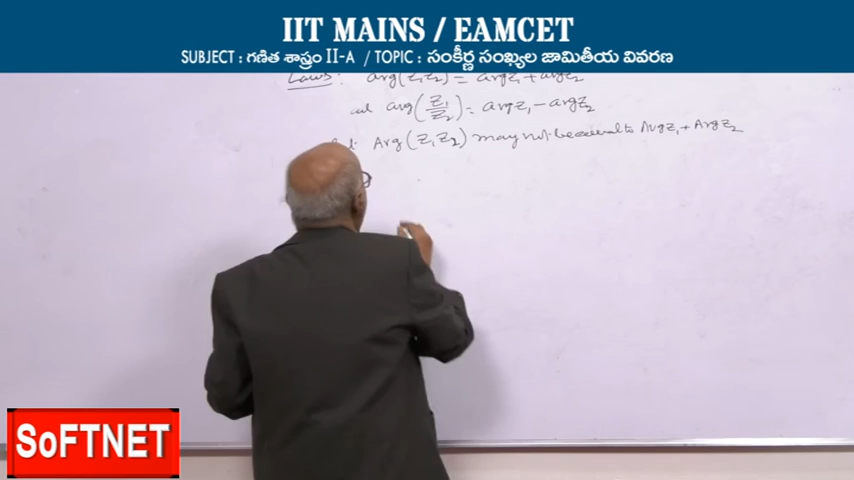 IIT MAINS / EAMCET
SUBJECT : గణిత శాస్త్రం II-A / TOPIC : సంకీర్ణ సంఖ్యల జామితీయ వివరణ
Laws: arg(z₁z₂) = argz₁ + argz₂
and arg(z₁/z₂) = argz₁ - argz₂
Arg(z₁z₂) may not be equal to Argz₁ + Argz₂
SoFTNET